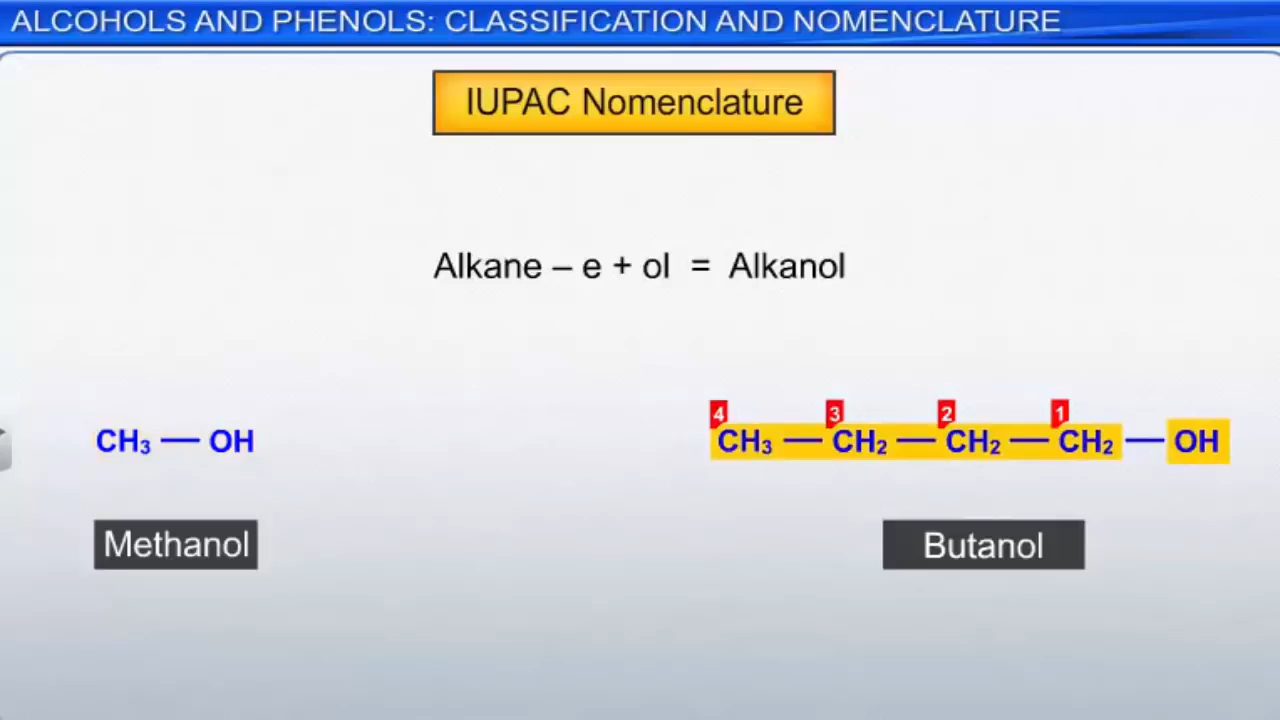 ALCOHOLS AND PHENOLS: CLASSIFICATION AND NOMENCLATURE
IUPAC Nomenclature
Alkane – e + ol = Alkanol
CH₃ — OH
Methanol
4 3 2 1
CH₃ — CH₂ — CH₂ — CH₂ — OH
Butanol